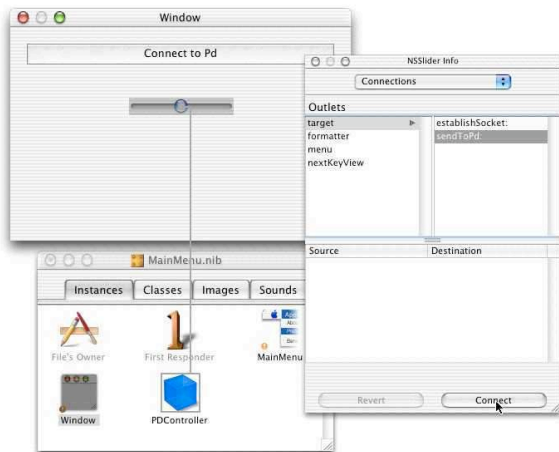 Window
Connect to Pd
NSSlider Info
Connections
Outlets
target
establishSocket:
formatter
sendToPd:
menu
nextKeyView
Source
Destination
Revert
Connect
MainMenu.nib
Instances
Classes
Images
Sounds
File's Owner
First Responder
MainMenu
Window
PDController